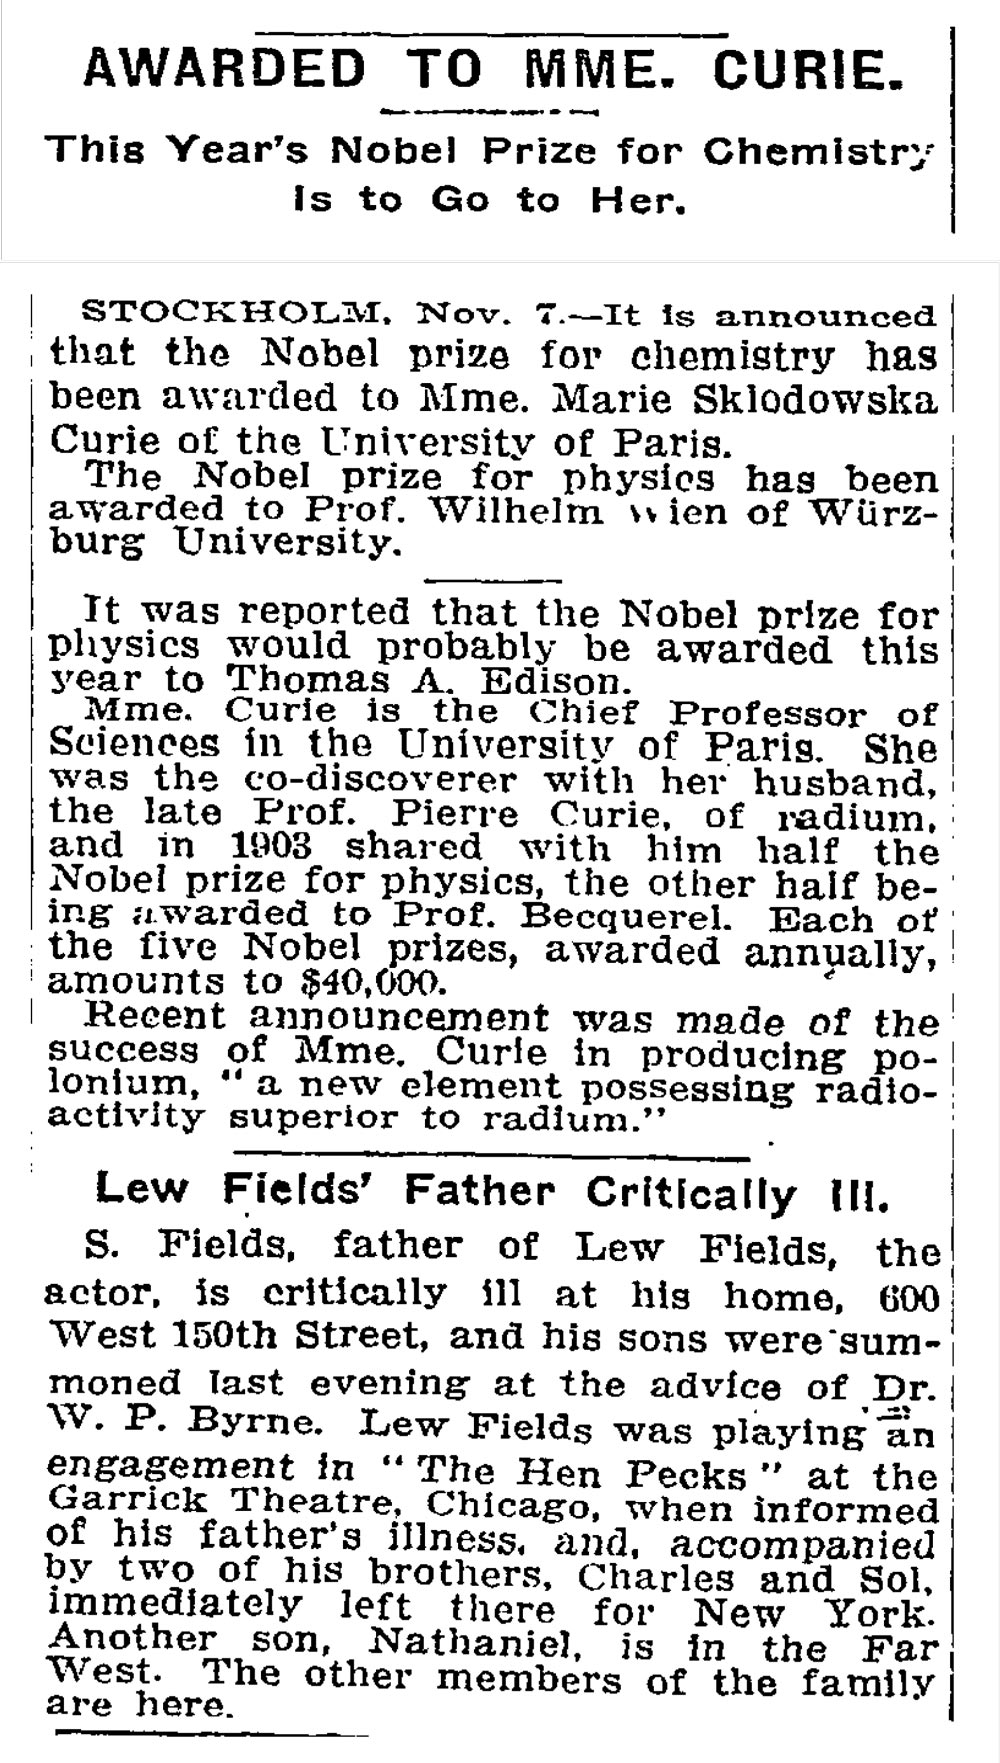 AWARDED TO MME. CURIE.
This Year's Nobel Prize for Chemistry
Is to Go to Her.
STOCKHOLM, Nov. 7.—It is announced
that the Nobel prize for chemistry has
been awarded to Mme. Marie Sklodowska
Curie of the University of Paris.
The Nobel prize for physics has been
awarded to Prof. Wilhelm Wien of Würz-
burg University.
It was reported that the Nobel prize for
physics would probably be awarded this
year to Thomas A. Edison.
Mme. Curie is the Chief Professor of
Sciences in the University of Paris. She
was the co-discoverer with her husband,
the late Prof. Pierre Curie, of radium,
and in 1903 shared with him half the
Nobel prize for physics, the other half be-
ing awarded to Prof. Becquerel. Each of
the five Nobel prizes, awarded annually,
amounts to $40,000.
Recent announcement was made of the
success of Mme. Curie in producing po-
lonium, "a new element possessing radio-
activity superior to radium."
Lew Fields' Father Critically Ill.
S. Fields, father of Lew Fields, the
actor, is critically ill at his home, 600
West 150th Street, and his sons were sum-
moned last evening at the advice of Dr.
W. P. Byrne. Lew Fields was playing an
engagement in "The Hen Pecks" at the
Garrick Theatre, Chicago, when informed
of his father's illness, and, accompanied
by two of his brothers, Charles and Sol,
immediately left there for New York.
Another son, Nathaniel, is in the Far
West. The other members of the family
are here.